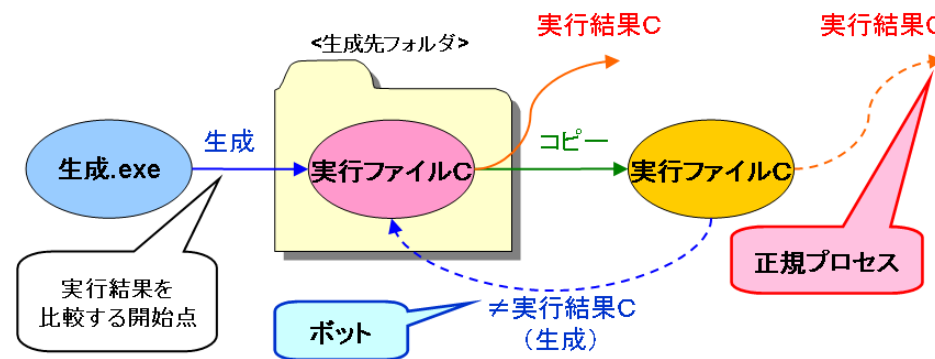 <生成先フォルダ>
実行結果C
実行結果C
生成
コピー
生成.exe
実行ファイルC
実行ファイルC
正規プロセス
実行結果を
比較する開始点
ボット
≠実行結果C
(生成)